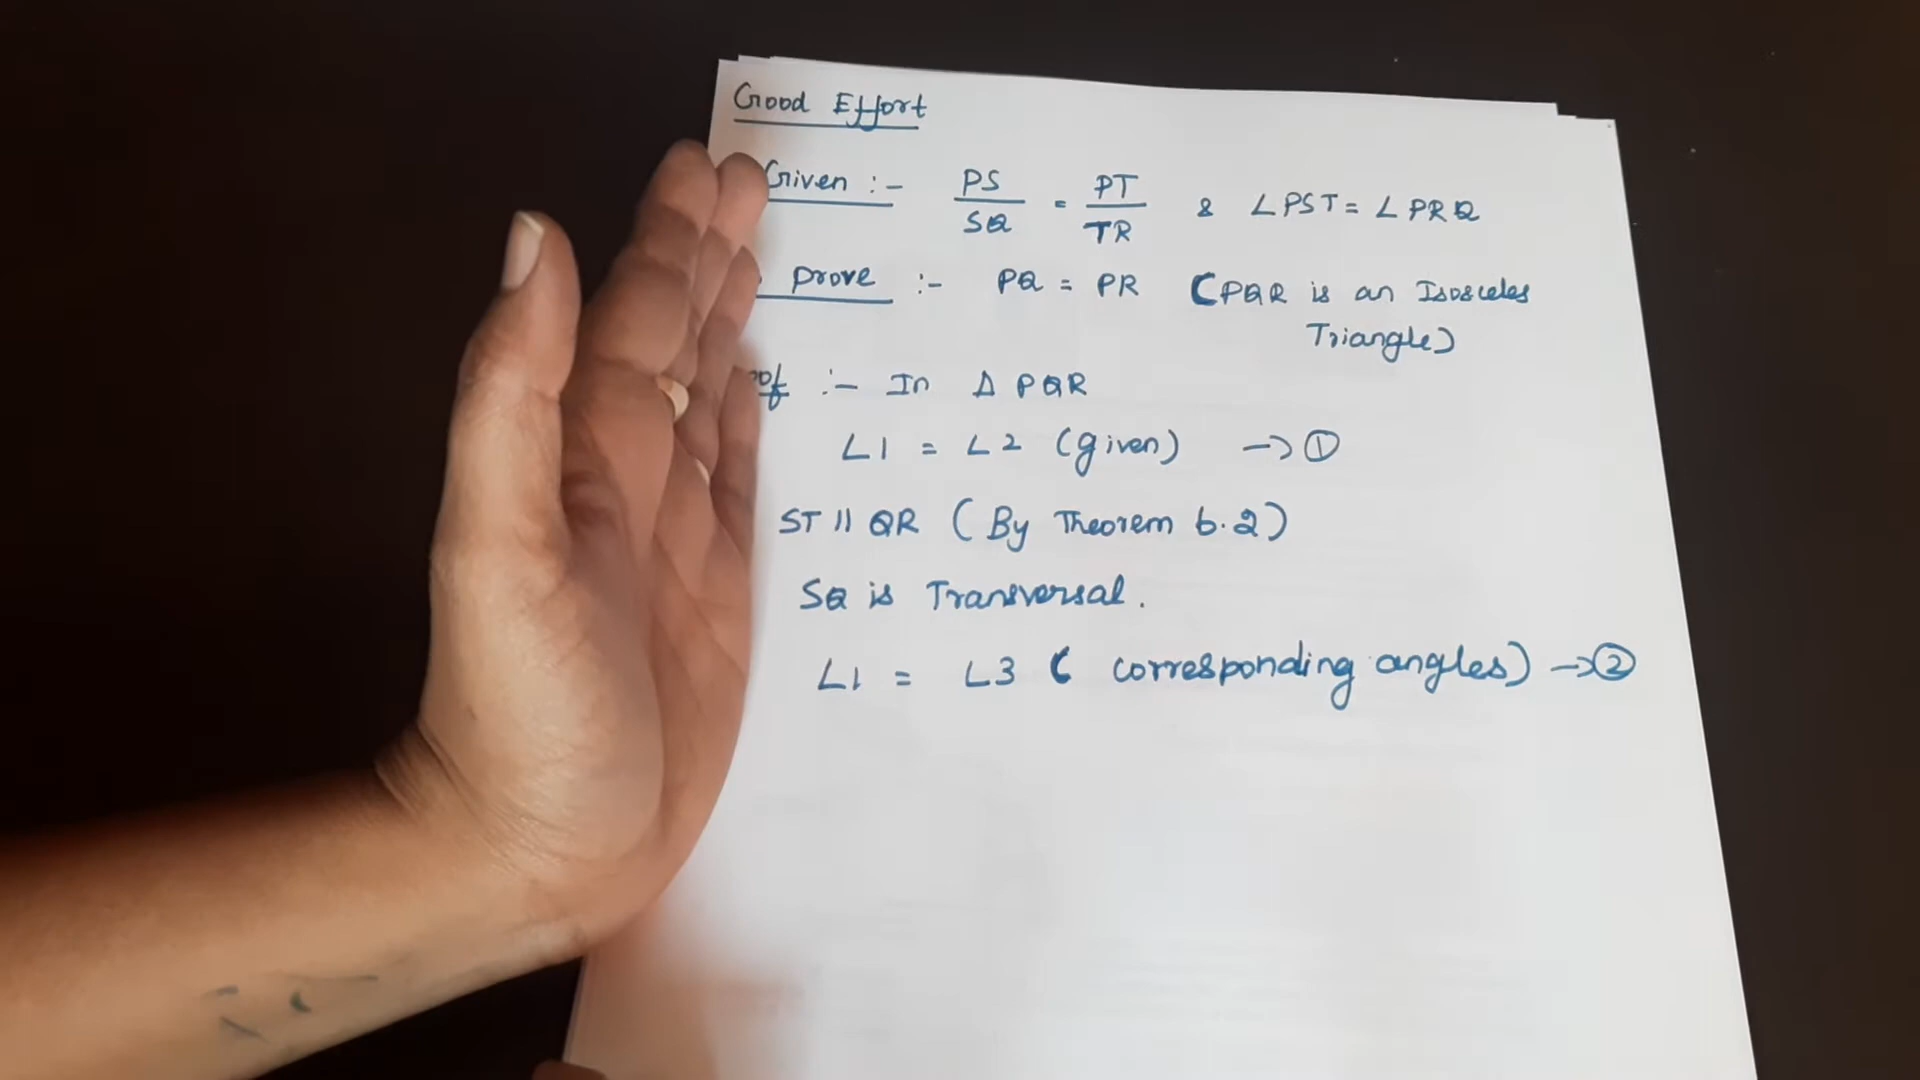 Good Effort
Given :- PS/SQ = PT/TR & ∠PST = ∠PRQ
Prove :- PQ = PR (PQR is an Isosceles
Triangle)
:- In Δ PQR
∠1 = ∠2 (given) → ①
ST || QR (By Theorem 6.2)
SQ is Transversal.
∠1 = ∠3 (corresponding angles) → ②